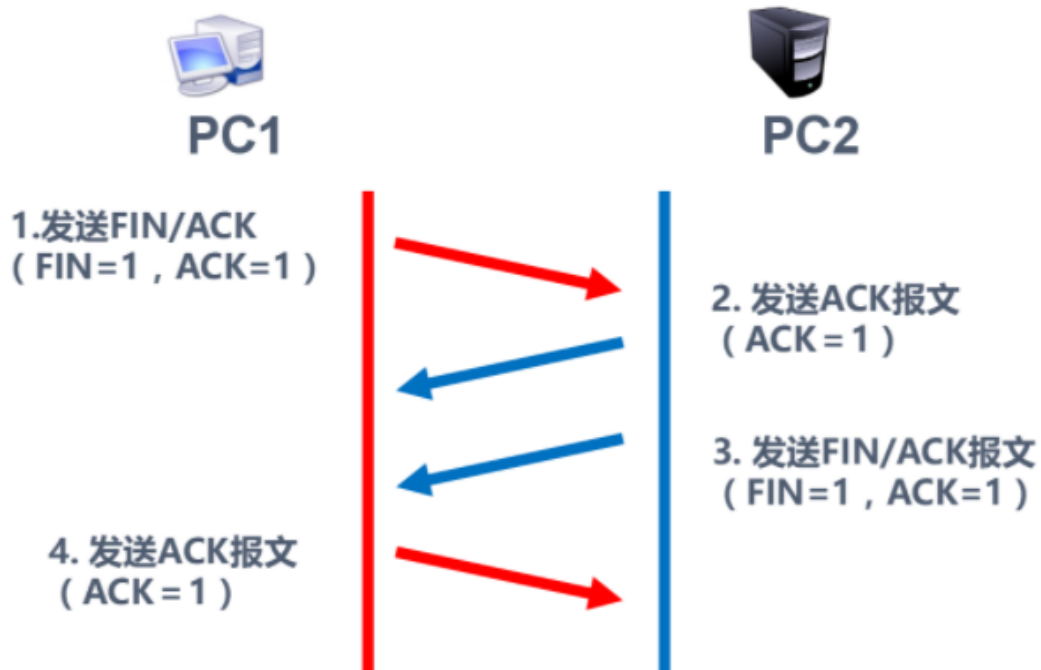 PC1
PC2
1.发送FIN/ACK
（FIN=1，ACK=1）
2. 发送ACK报文
（ACK = 1）
3. 发送FIN/ACK报文
（FIN=1，ACK=1）
4. 发送ACK报文
（ACK = 1）